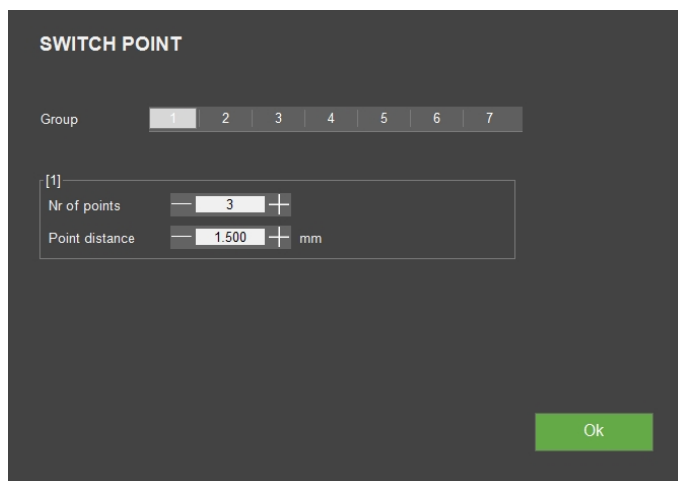 SWITCH POINT
Group 1 2 3 4 5 6 7
[1]
Nr of points — 3 +
Point distance — 1.500 + mm
Ok